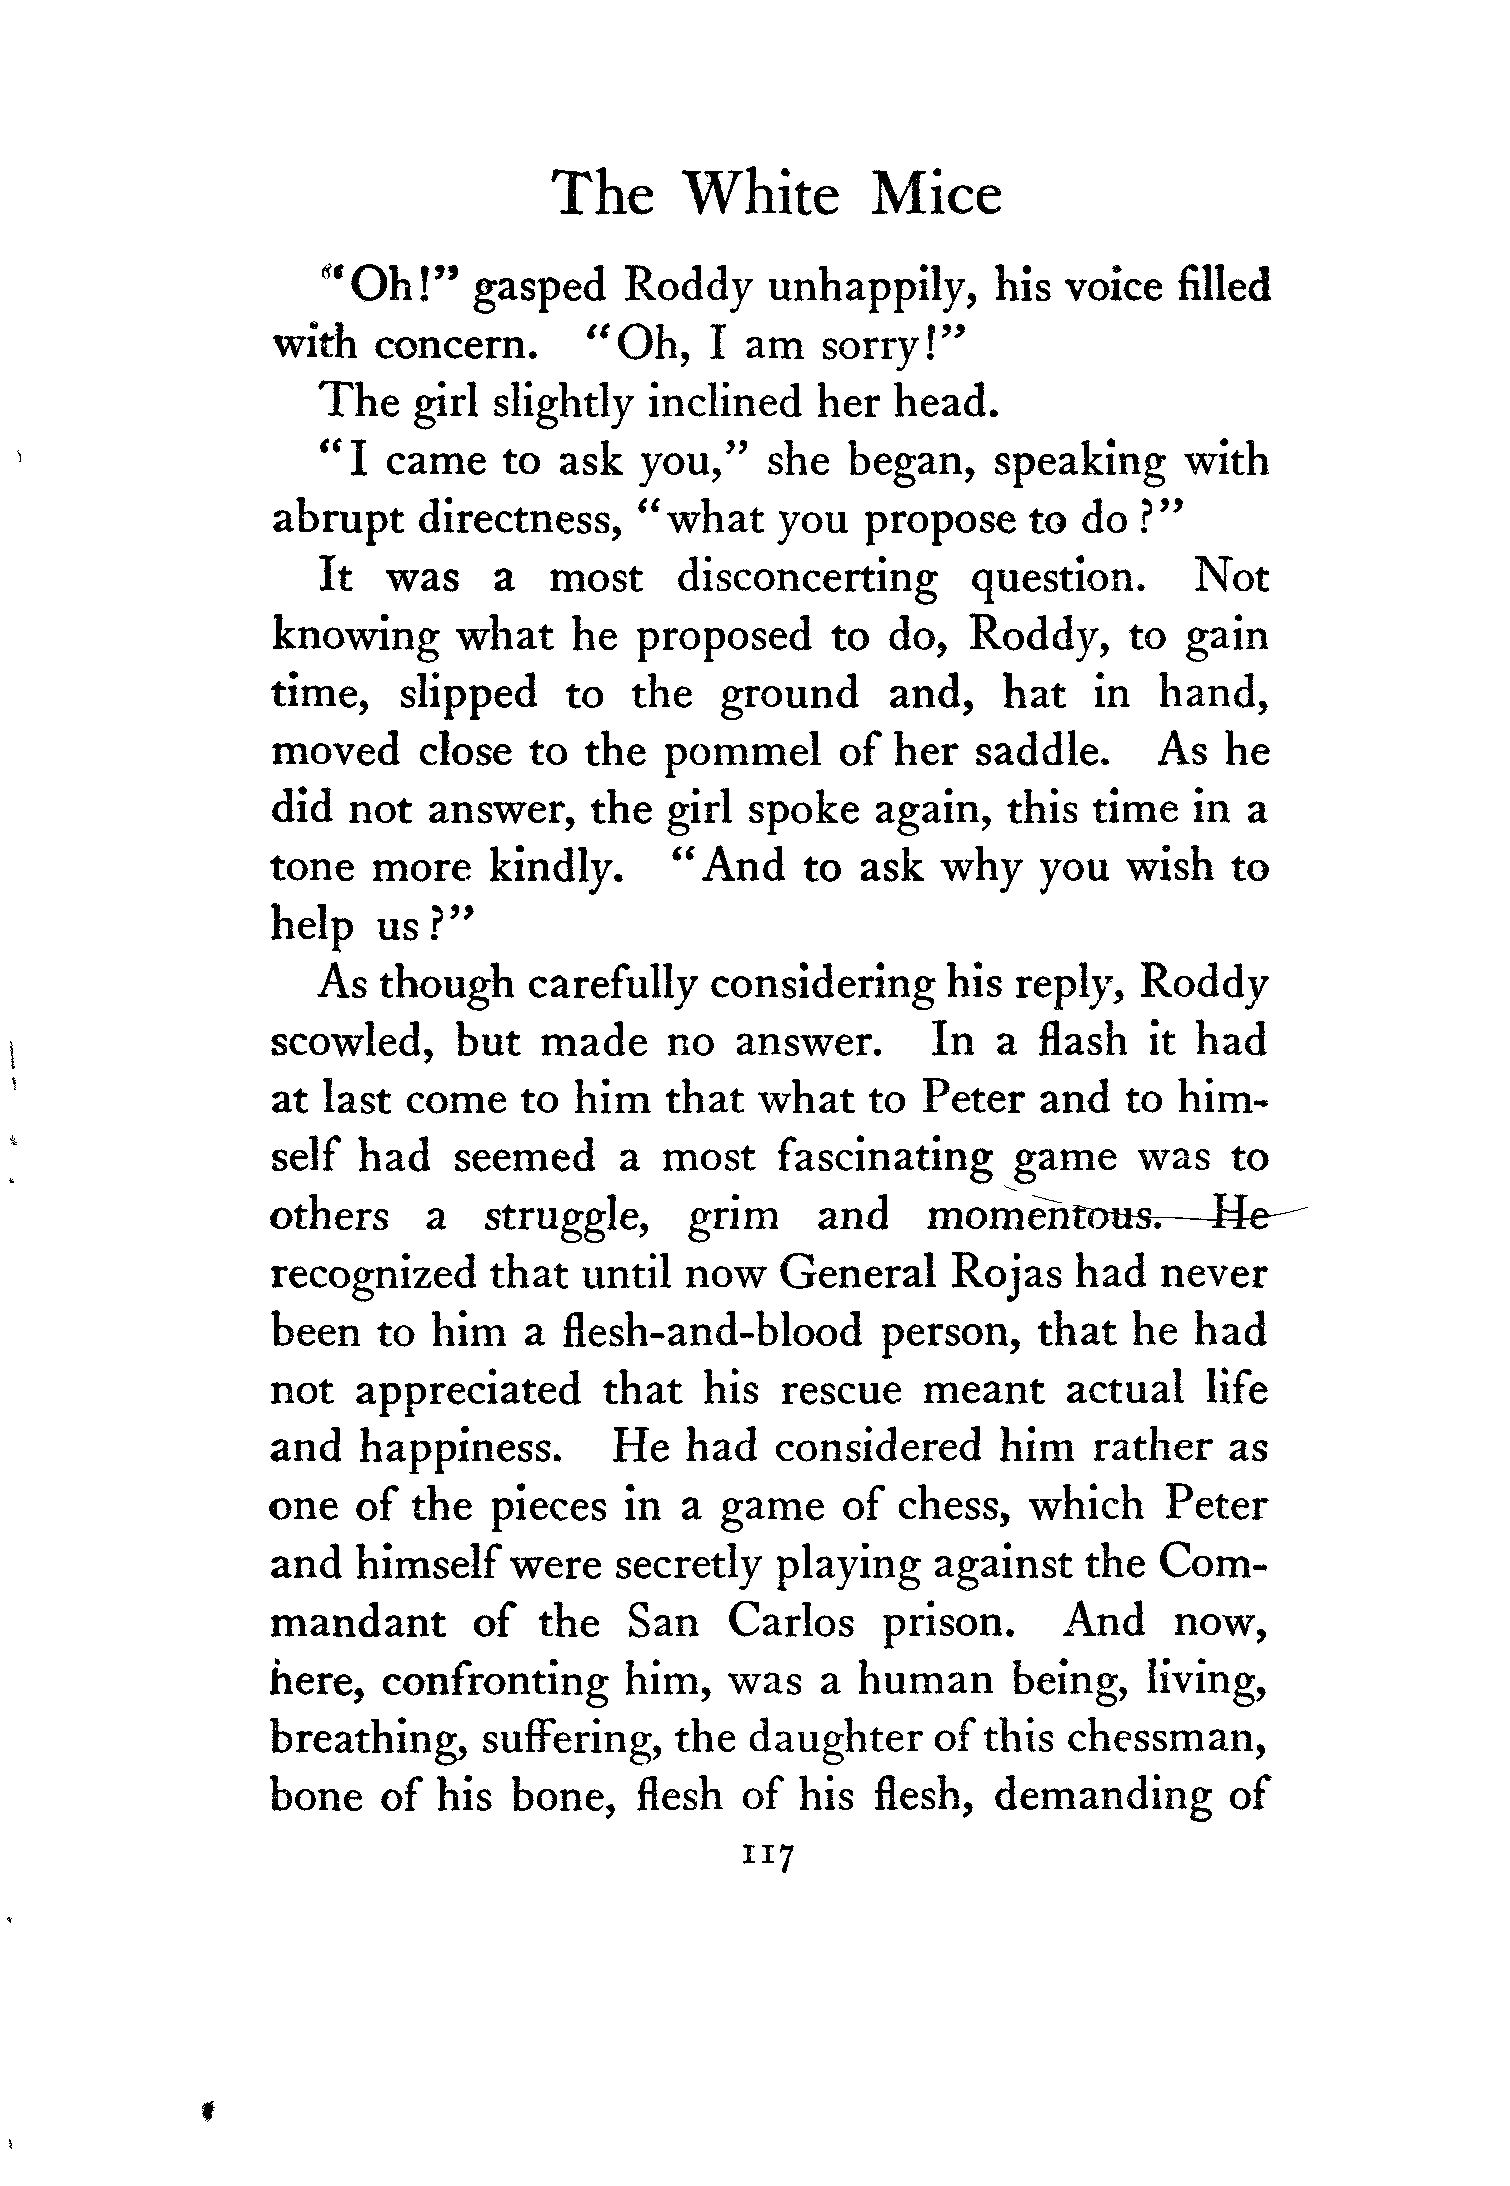 The White Mice
"Oh!" gasped Roddy unhappily, his voice filled
with concern. "Oh, I am sorry!"
The girl slightly inclined her head.
"I came to ask you," she began, speaking with
abrupt directness, "what you propose to do?"
It was a most disconcerting question. Not
knowing what he proposed to do, Roddy, to gain
time, slipped to the ground and, hat in hand,
moved close to the pommel of her saddle. As he
did not answer, the girl spoke again, this time in a
tone more kindly. "And to ask why you wish to
help us?"
As though carefully considering his reply, Roddy
scowled, but made no answer. In a flash it had
at last come to him that what to Peter and to him-
self had seemed a most fascinating game was to
others a struggle, grim and momentous. He
recognized that until now General Rojas had never
been to him a flesh-and-blood person, that he had
not appreciated that his rescue meant actual life
and happiness. He had considered him rather as
one of the pieces in a game of chess, which Peter
and himself were secretly playing against the Com-
mandant of the San Carlos prison. And now,
here, confronting him, was a human being, living,
breathing, suffering, the daughter of this chessman,
bone of his bone, flesh of his flesh, demanding of
117